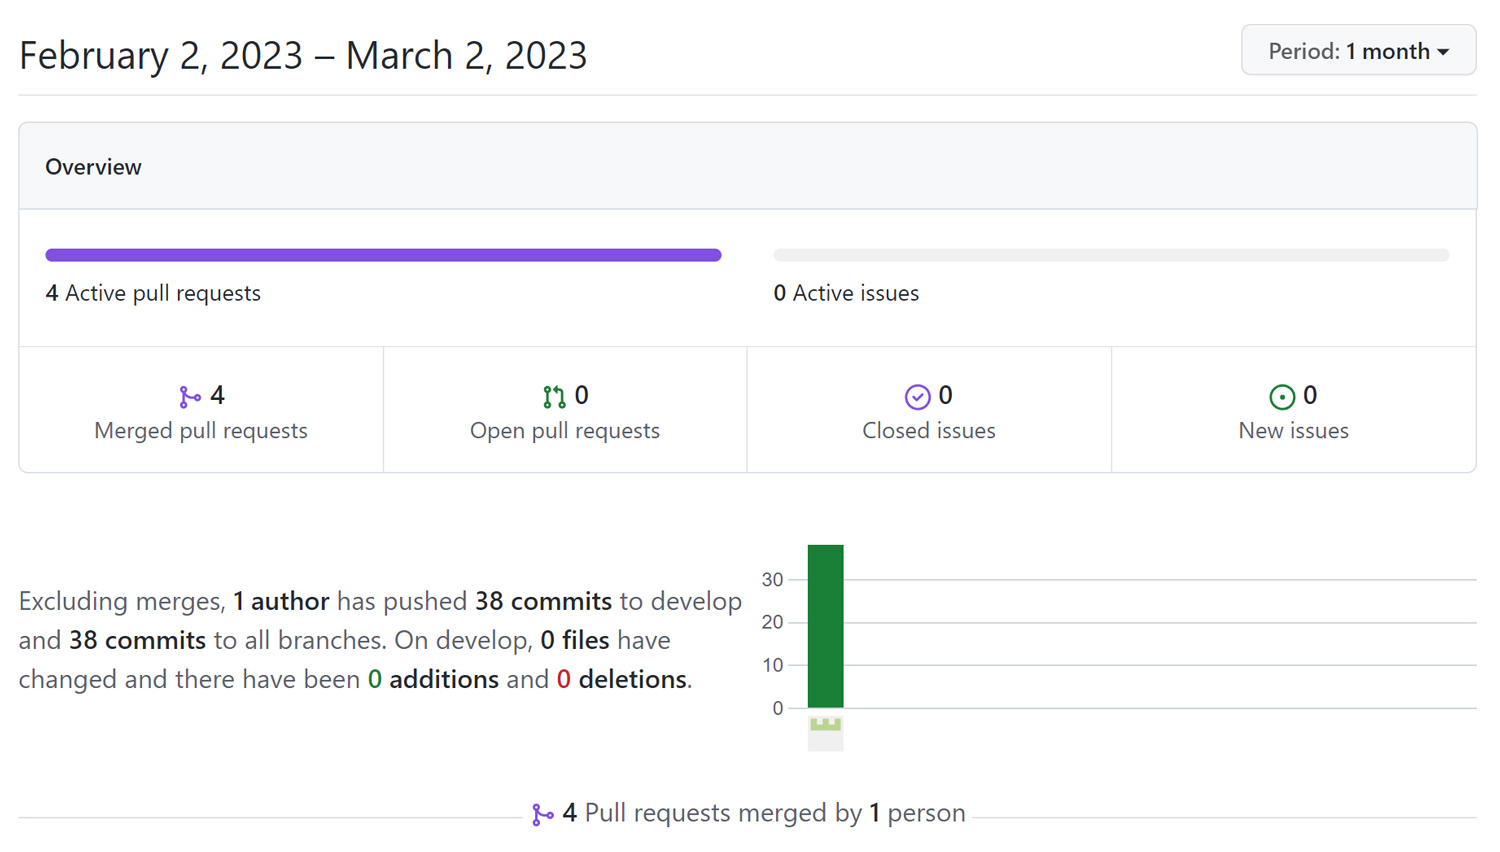 February 2, 2023 – March 2, 2023
Period: 1 month
Overview
4 Active pull requests
0 Active issues
4
Merged pull requests
0
Open pull requests
0
Closed issues
0
New issues
Excluding merges, 1 author has pushed 38 commits to develop
and 38 commits to all branches. On develop, 0 files have
changed and there have been 0 additions and 0 deletions.
30
20
10
0
4 Pull requests merged by 1 person